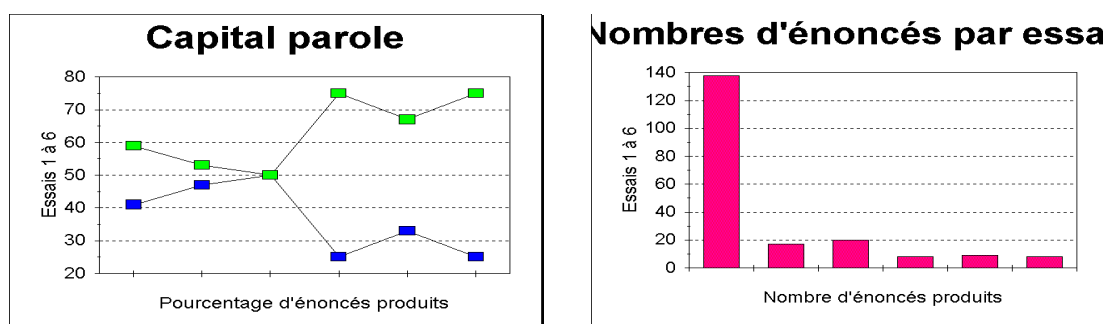 Capital parole
80
70
60
50
40
30
20
Essais 1 à 6
Pourcentage d'énoncés produits
Nombres d'énoncés par essa
140
120
100
80
60
40
20
0
Essais 1 à 6
Nombre d'énoncés produits